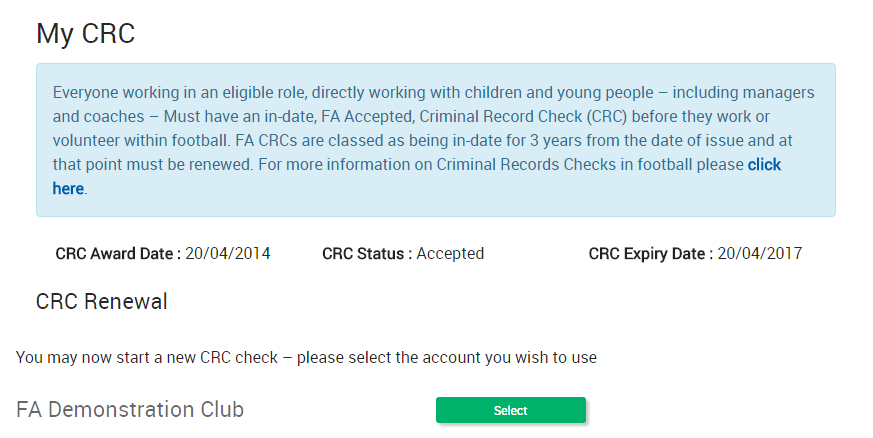 My CRC
Everyone working in an eligible role, directly working with children and young people – including managers
and coaches – Must have an in-date, FA Accepted, Criminal Record Check (CRC) before they work or
volunteer within football. FA CRCs are classed as being in-date for 3 years from the date of issue and at
that point must be renewed. For more information on Criminal Records Checks in football please click
here.
CRC Award Date : 20/04/2014 CRC Status : Accepted CRC Expiry Date : 20/04/2017
CRC Renewal
You may now start a new CRC check – please select the account you wish to use
FA Demonstration Club Select